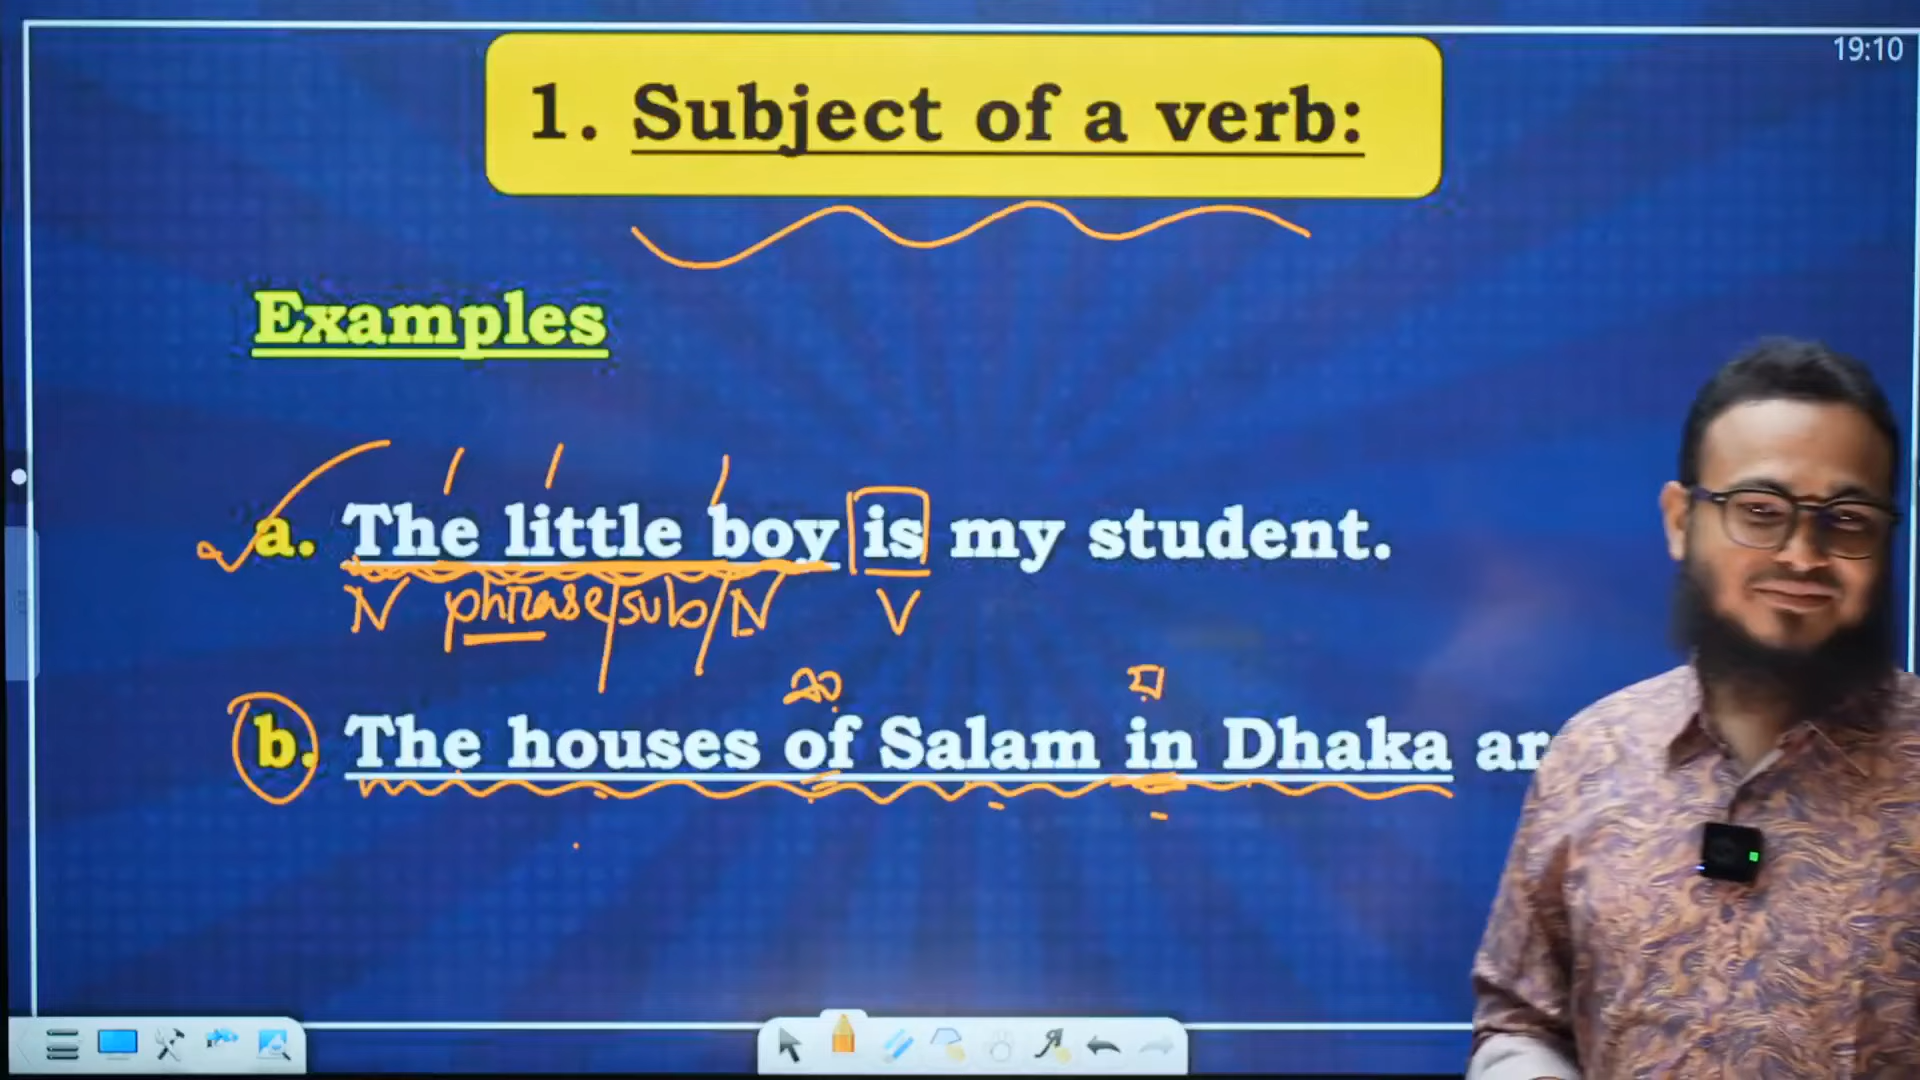 19:10
1. Subject of a verb:
Examples
a. The little boy is my student.
N phrase/sub/N V
b. The houses of Salam in Dhaka ar